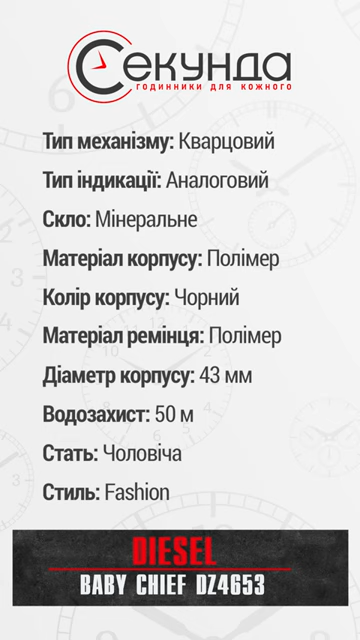 Секунда
годинники для кожного
Тип механізму: Кварцовий
Тип індикації: Аналоговий
Скло: Мінеральне
Матеріал корпусу: Полімер
Колір корпусу: Чорний
Матеріал ремінця: Полімер
Діаметр корпусу: 43 мм
Водозахист: 50 м
Стать: Чоловіча
Стиль: Fashion
DIESEL
BABY CHIEF DZ4653